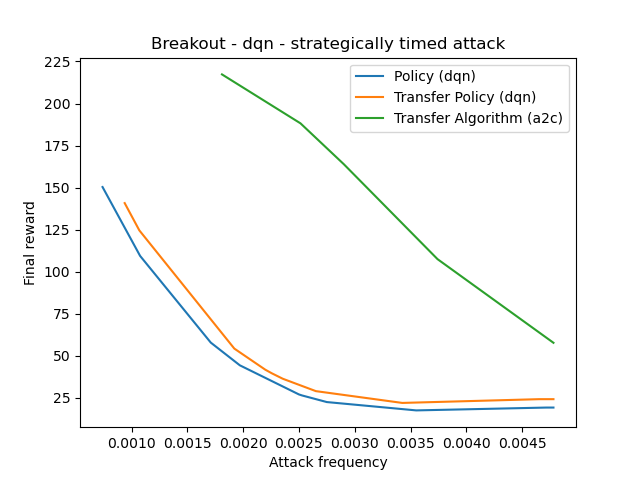 Breakout - dqn - strategically timed attack
Final reward
225
200
175
150
125
100
75
50
25
Policy (dqn)
Transfer Policy (dqn)
Transfer Algorithm (a2c)
0.0010 0.0015 0.0020 0.0025 0.0030 0.0035 0.0040 0.0045
Attack frequency